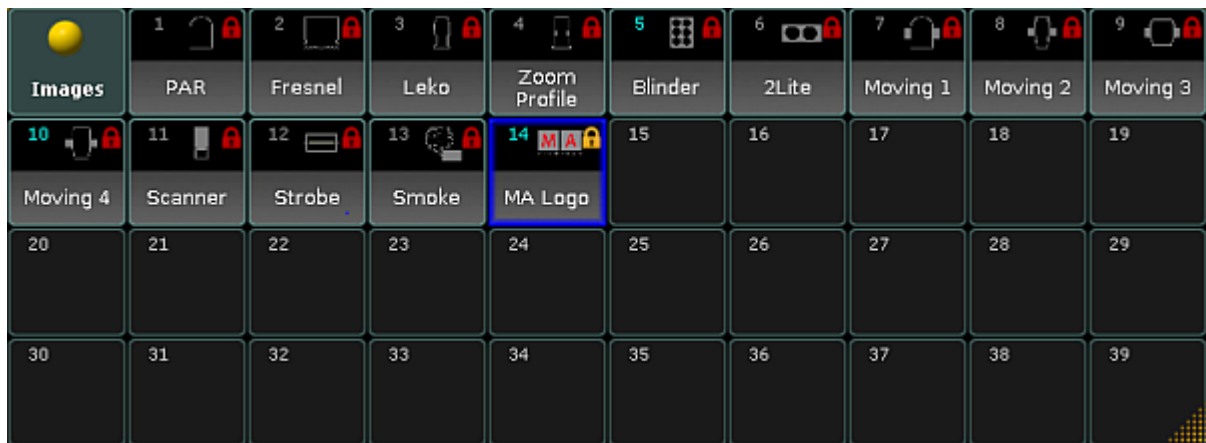 1 2 3 4 5 6 7 8 9
Images PAR Fresnel Leko Zoom Profile Blinder 2Lite Moving 1 Moving 2 Moving 3
10 11 12 13 14 MA 15 16 17 18 19
Moving 4 Scanner Strobe Smoke MA Logo
20 21 22 23 24 25 26 27 28 29
30 31 32 33 34 35 36 37 38 39